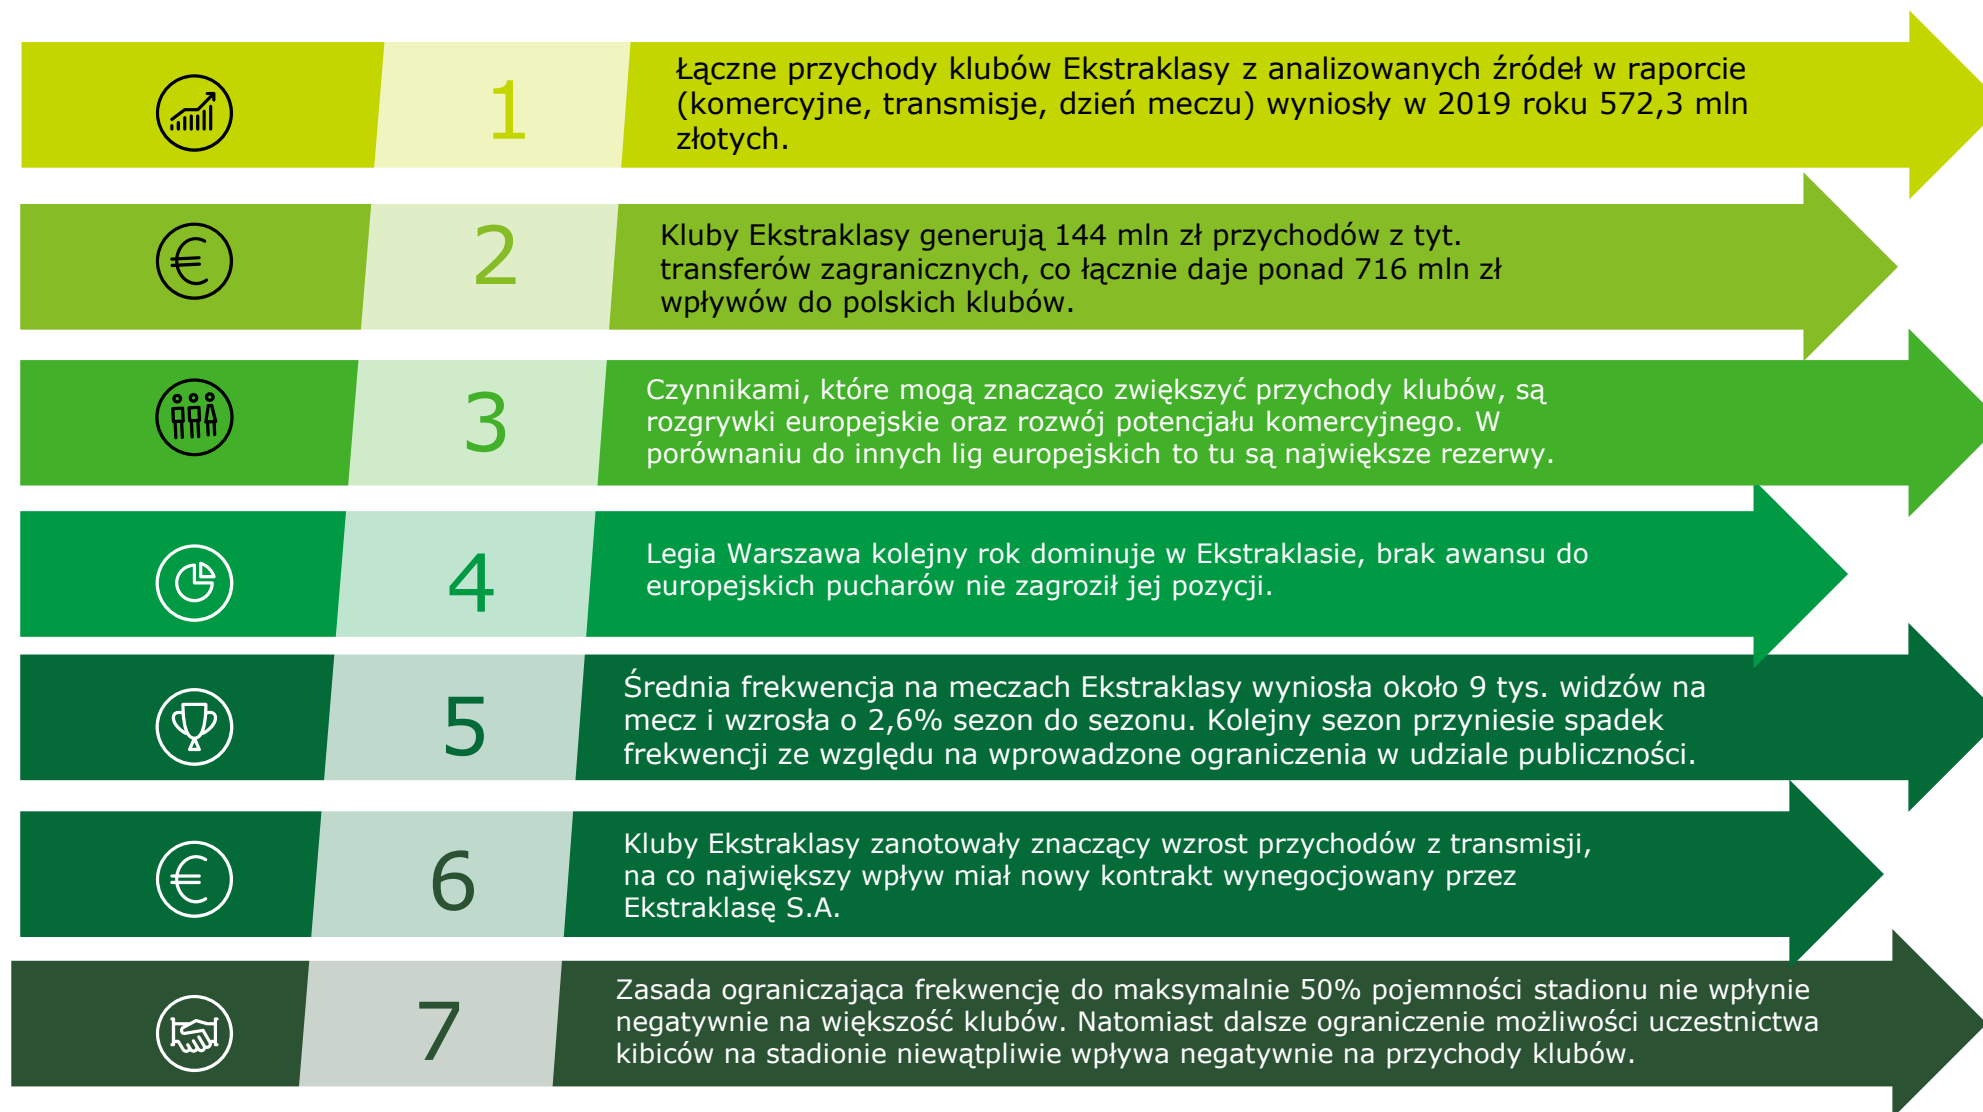 1
Łączne przychody klubów Ekstraklasy z analizowanych źródeł w raporcie
(komercyjne, transmisje, dzień meczu) wyniosły w 2019 roku 572,3 mln
złotych.
2
Kluby Ekstraklasy generują 144 mln zł przychodów z tyt.
transferów zagranicznych, co łącznie daje ponad 716 mln zł
wpływów do polskich klubów.
3
Czynnikami, które mogą znacząco zwiększyć przychody klubów, są
rozgrywki europejskie oraz rozwój potencjału komercyjnego. W
porównaniu do innych lig europejskich to tu są największe rezerwy.
4
Legia Warszawa kolejny rok dominuje w Ekstraklasie, brak awansu do
europejskich pucharów nie zagroził jej pozycji.
5
Średnia frekwencja na meczach Ekstraklasy wyniosła około 9 tys. widzów na
mecz i wzrosła o 2,6% sezon do sezonu. Kolejny sezon przyniesie spadek
frekwencji ze względu na wprowadzone ograniczenia w udziale publiczności.
6
Kluby Ekstraklasy zanotowały znaczący wzrost przychodów z transmisji,
na co największy wpływ miał nowy kontrakt wynegocjowany przez
Ekstraklasę S.A.
7
Zasada ograniczająca frekwencję do maksymalnie 50% pojemności stadionu nie wpłynie
negatywnie na większość klubów. Natomiast dalsze ograniczenie możliwości uczestnictwa
kibiców na stadionie niewątpliwie wpływa negatywnie na przychody klubów.